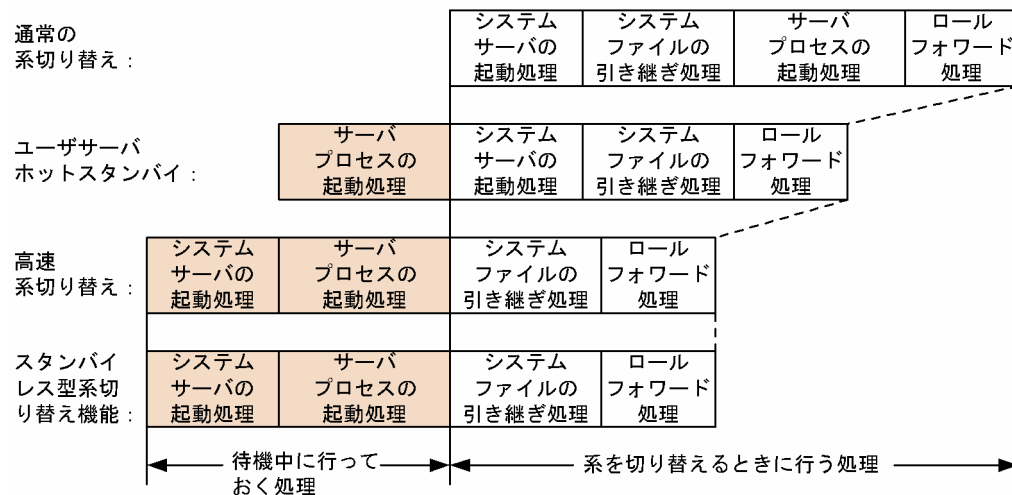 通常の
系切り替え：
システム
サーバの
起動処理
システム
ファイルの
引き継ぎ処理
サーバ
プロセスの
起動処理
ロール
フォワード
処理
ユーザサーバ
ホットスタンバイ：
サーバ
プロセスの
起動処理
システム
サーバの
起動処理
システム
ファイルの
引き継ぎ処理
ロール
フォワード
処理
高速
系切り替え：
システム
サーバの
起動処理
サーバ
プロセスの
起動処理
システム
ファイルの
引き継ぎ処理
ロール
フォワード
処理
スタンバイ
レス型系切
り替え機能：
システム
サーバの
起動処理
サーバ
プロセスの
起動処理
システム
ファイルの
引き継ぎ処理
ロール
フォワード
処理
待機中に行って
おく処理
系を切り替えるときに行う処理